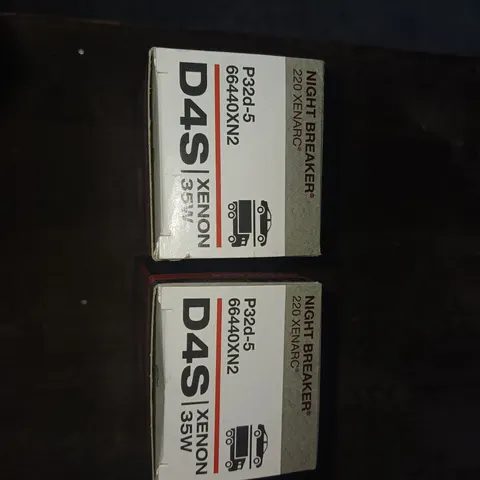 NIGHT BREAKER®
220 XENARC®
P32d-5
66440XN2
D4S | XENON
35W
NIGHT BREAKER®
220 XENARC®
P32d-5
66440XN2
D4S | XENON
35W